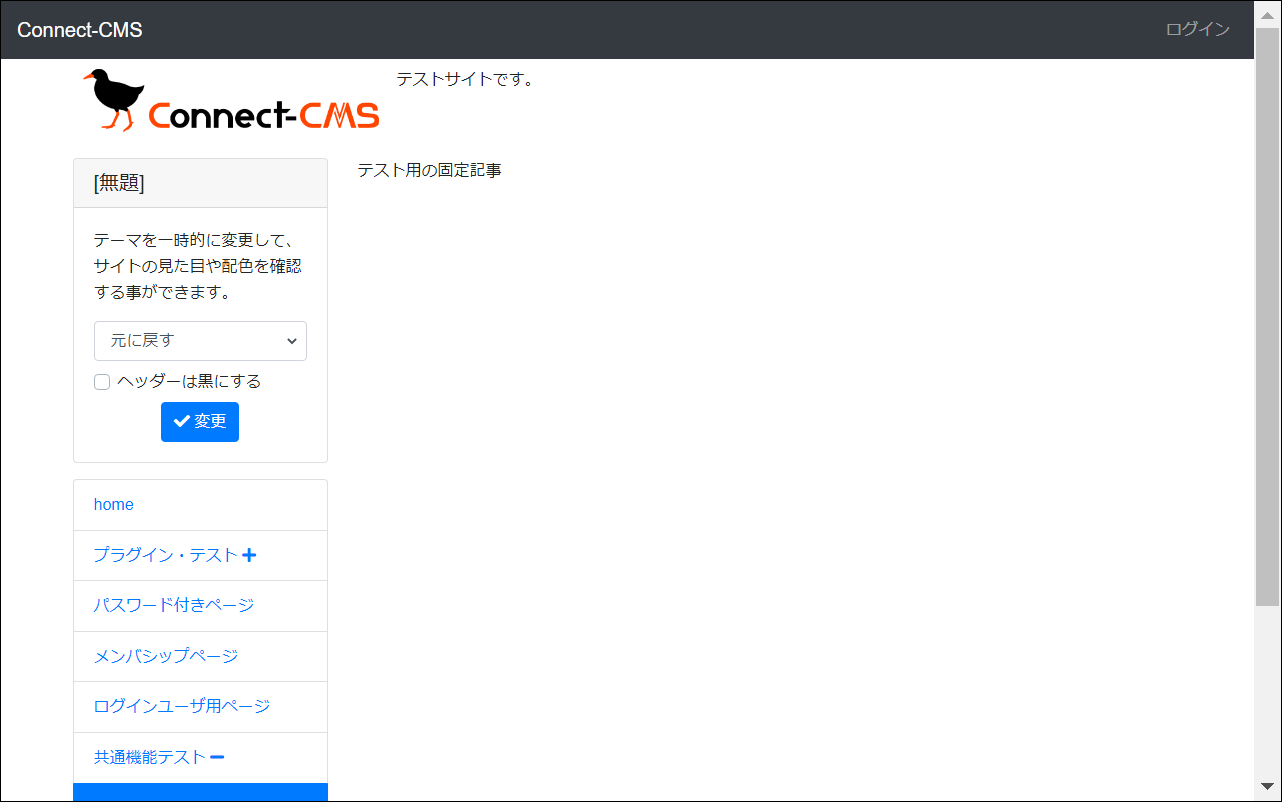 Connect-CMS
ログイン
Connect-CMS
テストサイトです。
[無題]
テスト用の固定記事
テーマを一時的に変更して、
サイトの見た目や配色を確認
する事ができます。
元に戻す
ヘッダーは黒にする
変更
home
プラグイン・テスト
パスワード付きページ
メンバシップページ
ログインユーザ用ページ
共通機能テスト